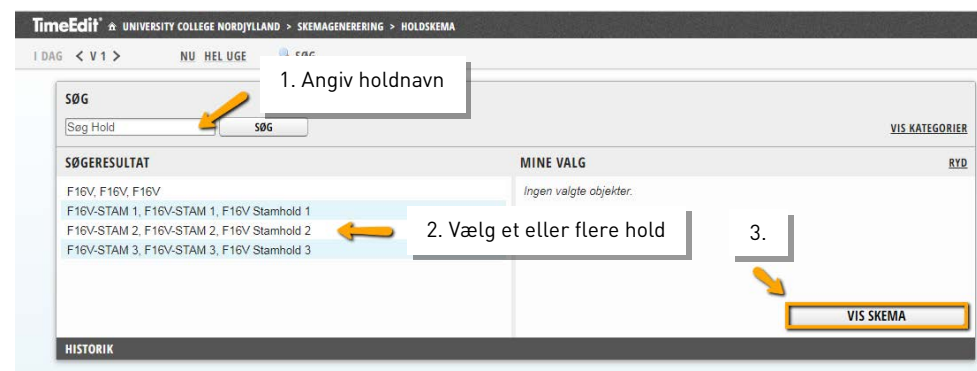 TimeEdit UNIVERSITY COLLEGE NORDJYLLAND > SKEMAGENERERING > HOLDSKEMA
I DAG < V 1 > NU HEL UGE SØG
1. Angiv holdnavn
SØG
Søg Hold SØG
VIS KATEGORIER
SØGERESULTAT MINE VALG RYD
F16V, F16V, F16V Ingen valgte objekter.
F16V-STAM 1, F16V-STAM 1, F16V Stamhold 1
F16V-STAM 2, F16V-STAM 2, F16V Stamhold 2
2. Vælg et eller flere hold
3.
F16V-STAM 3, F16V-STAM 3, F16V Stamhold 3
VIS SKEMA
HISTORIK